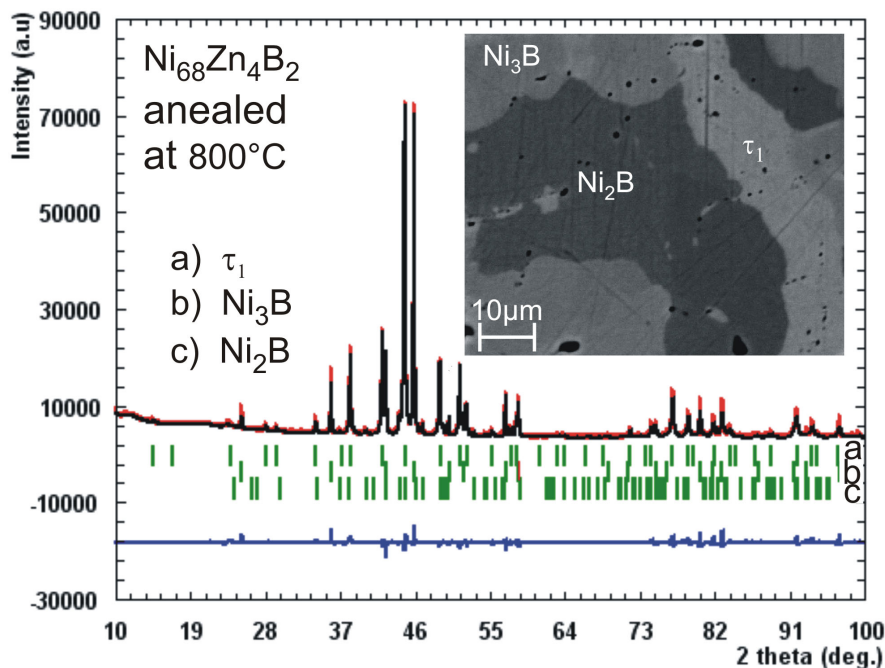 Intensity (a.u)
90000
70000
50000
30000
10000
-10000
-30000
Ni₆₈Zn₄B₂
anealed
at 800°C
a) τ₁
b) Ni₃B
c) Ni₂B
Ni₃B
τ₁
Ni₂B
10μm
a
b
c
10 19 28 37 46 55 64 73 82 91 100
2 theta (deg.)